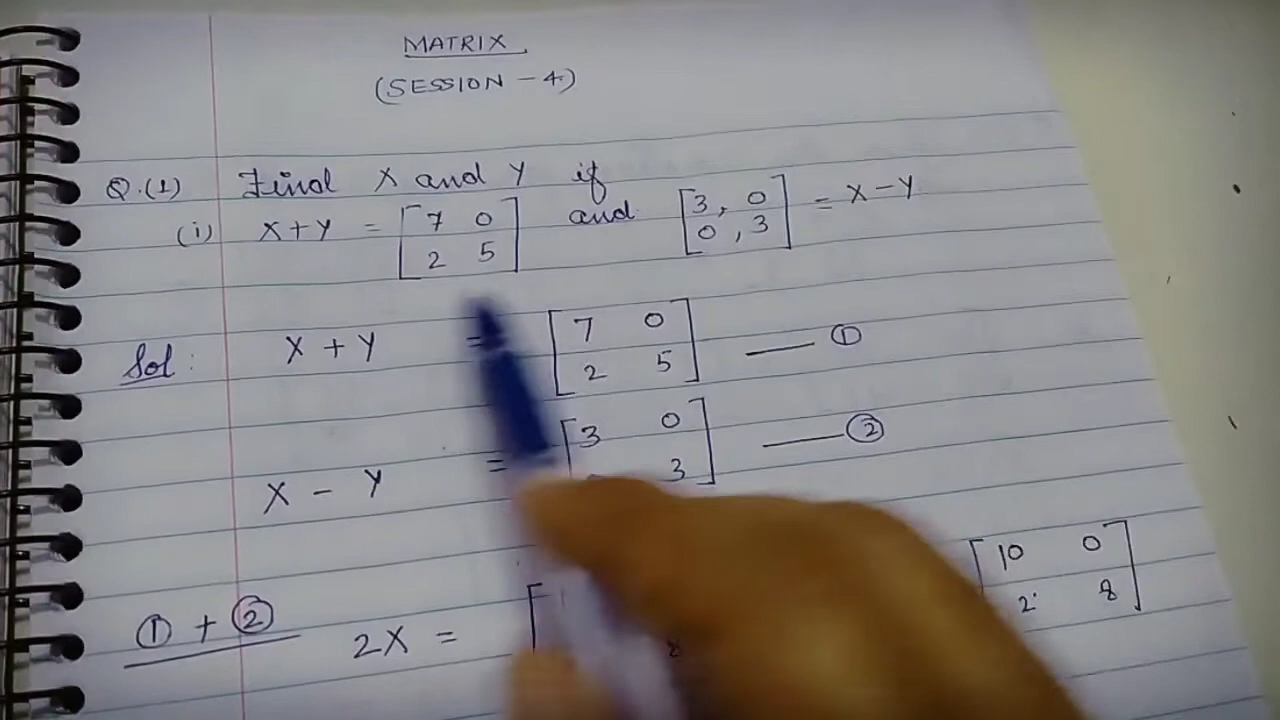 MATRIX
(SESSION - 4)
Q.(1) Find X and Y if
(i) X+Y = [7 0 and [3, 0 = X-Y
2 5] 0, 3]
Sol: X + Y = [7 0 —— ①
2 5]
X - Y = [3 0 —— ②
3]
① + ② 2X = [ [10 0
8 2 8]